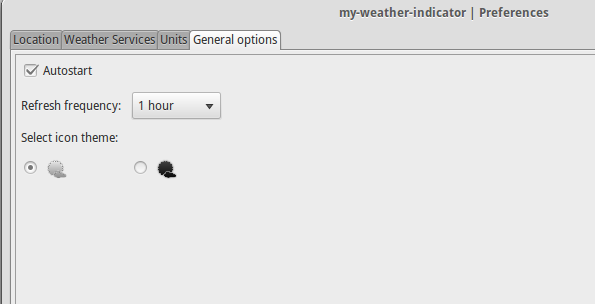 my-weather-indicator | Preferences
Location Weather Services Units General options
Autostart
Refresh frequency: 1 hour
Select icon theme: